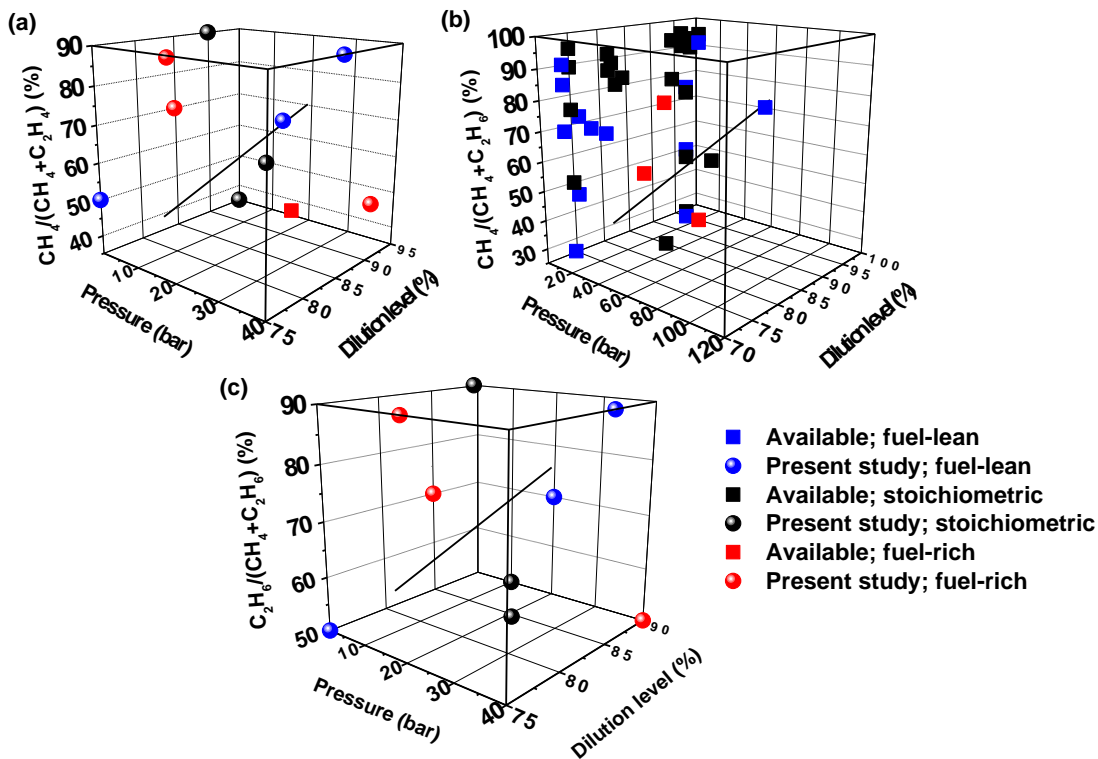 (a)
90
80
70
60
50
40
CH4/(CH4+C2H4) (%)
10
20
30
40
Pressure (bar)
75
80
85
90
95
Dilution level (%)
(b)
100
90
80
70
60
50
40
30
CH4/(CH4+C2H6) (%)
20
40
60
80
100
120
Pressure (bar)
70
75
80
85
90
95
100
Dilution level (%)
(c)
90
80
70
60
50
C2H6/(CH4+C2H6) (%)
10
20
30
40
Pressure (bar)
75
80
85
90
Dilution level (%)
Available; fuel-lean
Present study; fuel-lean
Available; stoichiometric
Present study; stoichiometric
Available; fuel-rich
Present study; fuel-rich